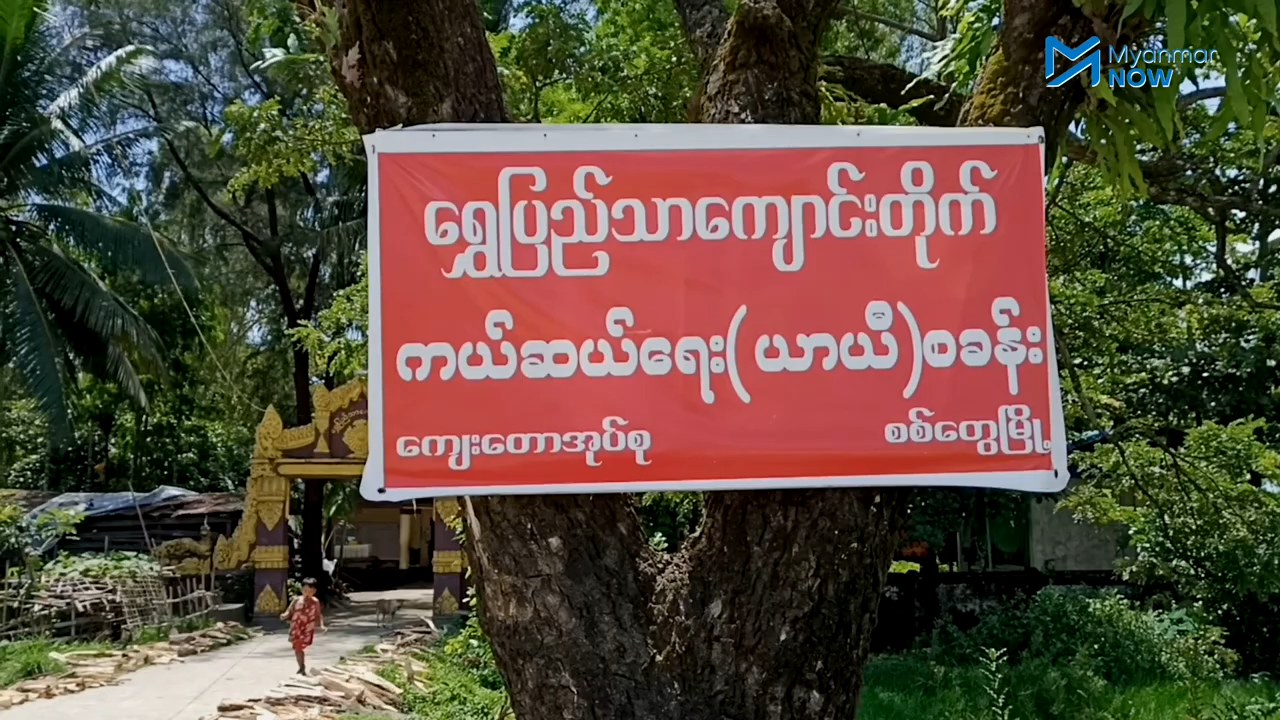 Myanmar
NOW
ရွှေပြည်သာကျောင်းတိုက်
ကယ်ဆယ်ရေး(ယာယီ)စခန်း
ကျေးတောအုပ်စု စစ်တွေမြို့